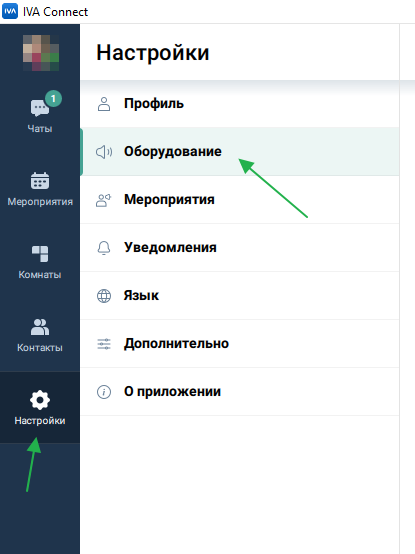 IVA IVA Connect
Настройки
Профиль
1
Чаты
Оборудование
Мероприятия
Мероприятия
Уведомления
Комнаты
Язык
Контакты
Дополнительно
О приложении
Настройки